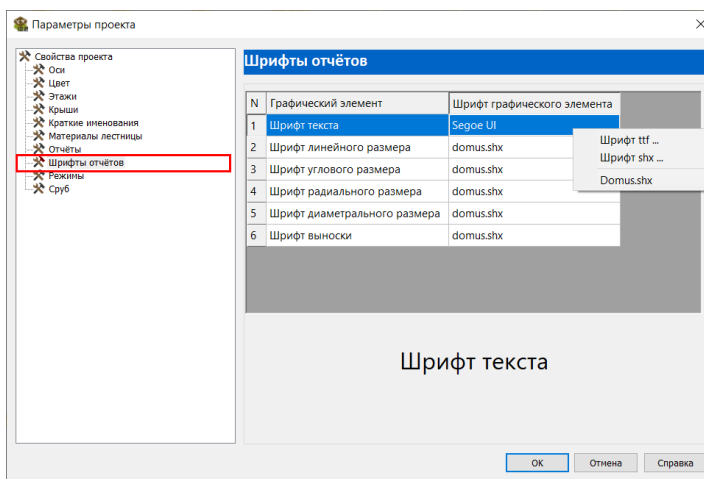 Параметры проекта
Свойства проекта
Оси
Цвет
Этажи
Крыши
Краткие именования
Материалы лестницы
Отчёты
Шрифты отчётов
Режимы
Сруб
Шрифты отчётов
N Графический элемент Шрифт графического элемента
1 Шрифт текста Segoe UI
2 Шрифт линейного размера domus.shx
3 Шрифт углового размера domus.shx
4 Шрифт радиального размера domus.shx
5 Шрифт диаметрального размера domus.shx
6 Шрифт выноски domus.shx
Шрифт ttf ...
Шрифт shx ...
Domus.shx
Шрифт текста
ОК Отмена Справка